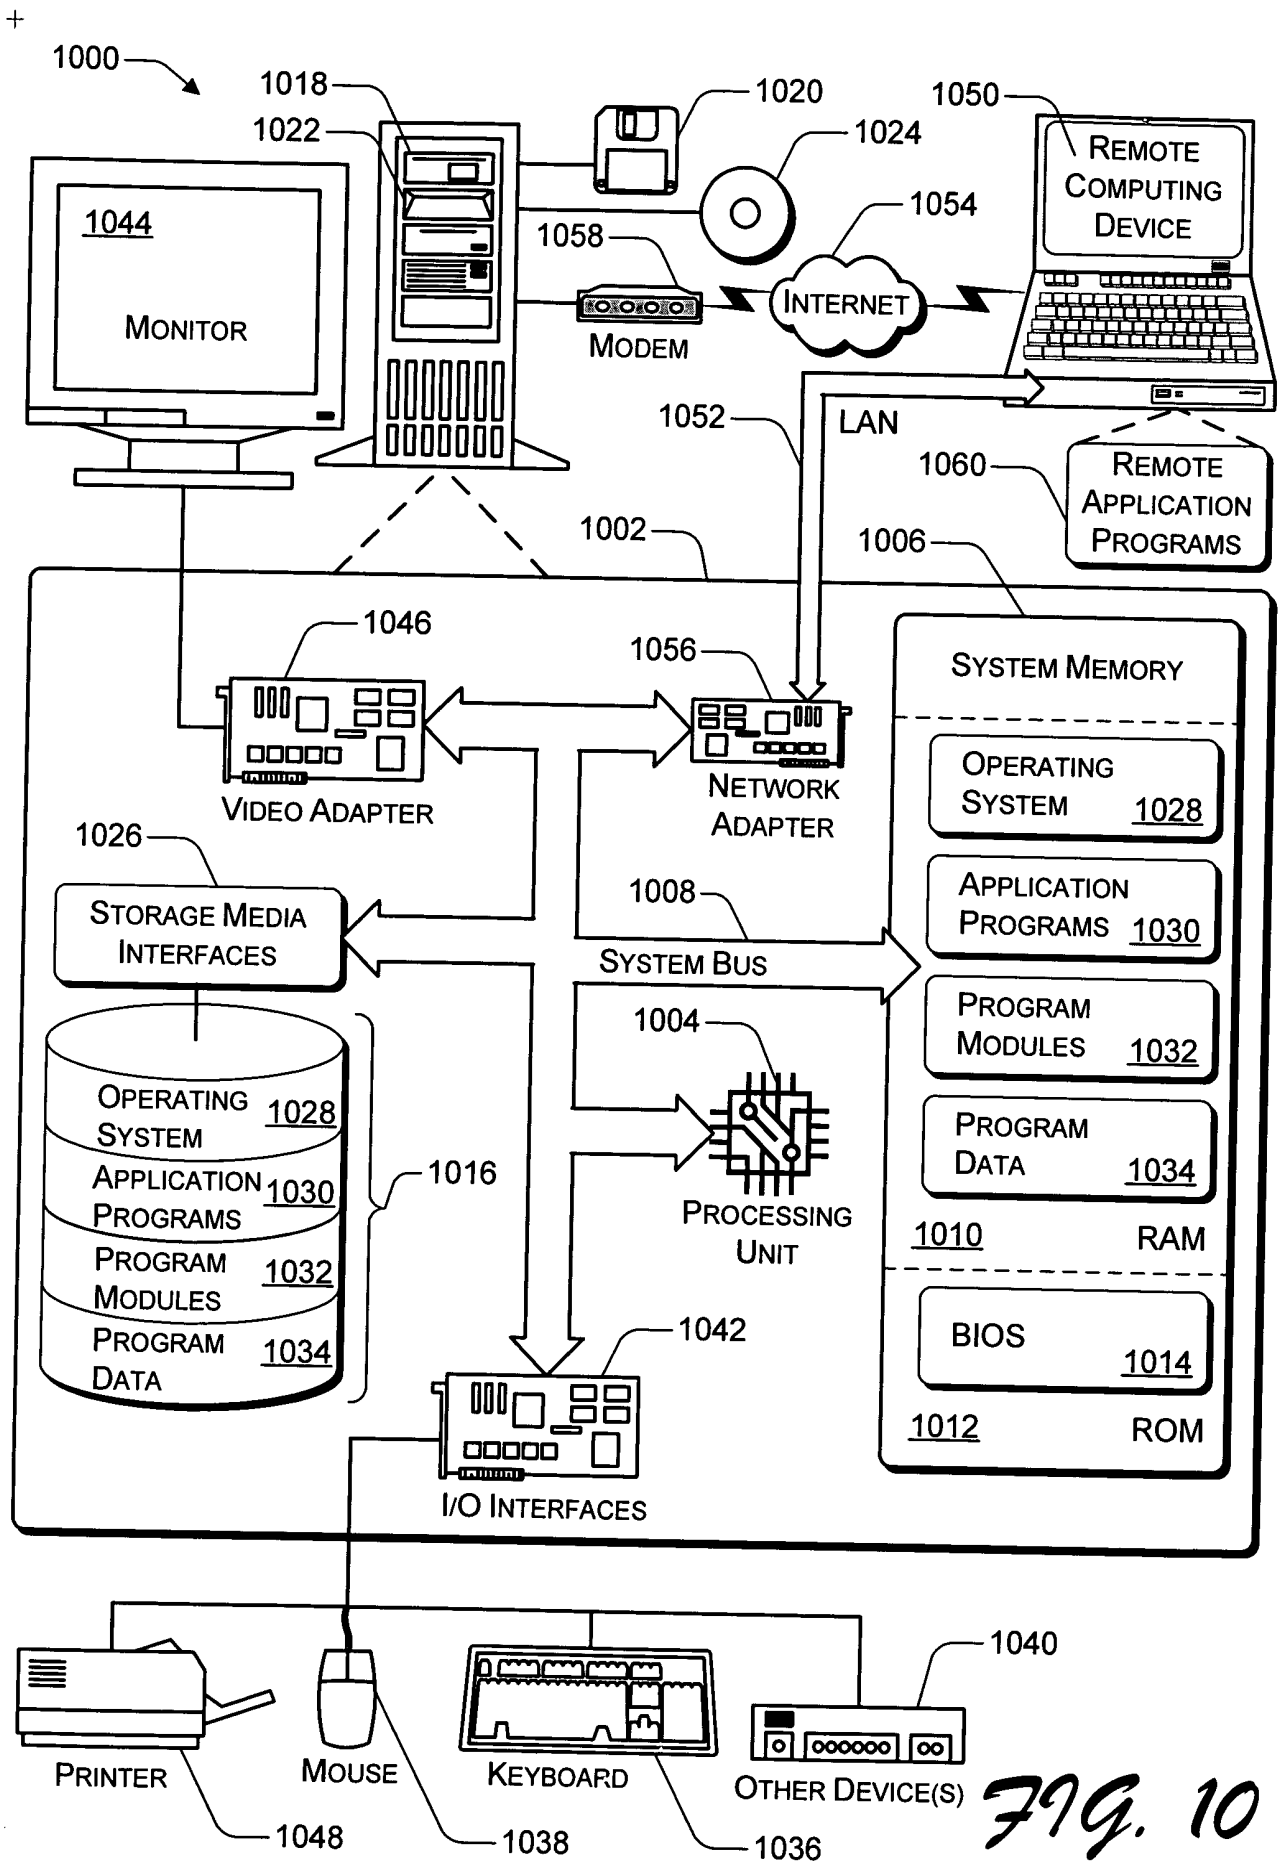 1000
1018
1022
1020
1024
1050
REMOTE
COMPUTING
DEVICE
1044
MONITOR
1058
MODEM
1054
INTERNET
1052
LAN
1060
REMOTE
APPLICATION
PROGRAMS
1002
1006
1046
VIDEO ADAPTER
1056
NETWORK
ADAPTER
SYSTEM MEMORY
OPERATING
SYSTEM 1028
APPLICATION
PROGRAMS 1030
PROGRAM
MODULES 1032
PROGRAM
DATA 1034
1010 RAM
BIOS
1014
1012 ROM
1026
STORAGE MEDIA
INTERFACES
1008
SYSTEM BUS
1004
PROCESSING
UNIT
OPERATING
SYSTEM 1028
APPLICATION
PROGRAMS 1030
PROGRAM
MODULES 1032
PROGRAM
DATA 1034
1016
1042
I/O INTERFACES
PRINTER
1048
MOUSE
1038
KEYBOARD
1036
1040
OTHER DEVICE(S)
FIG. 10